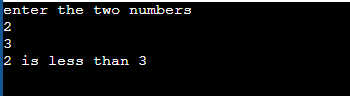 enter the two numbers
2
3
2 is less than 3